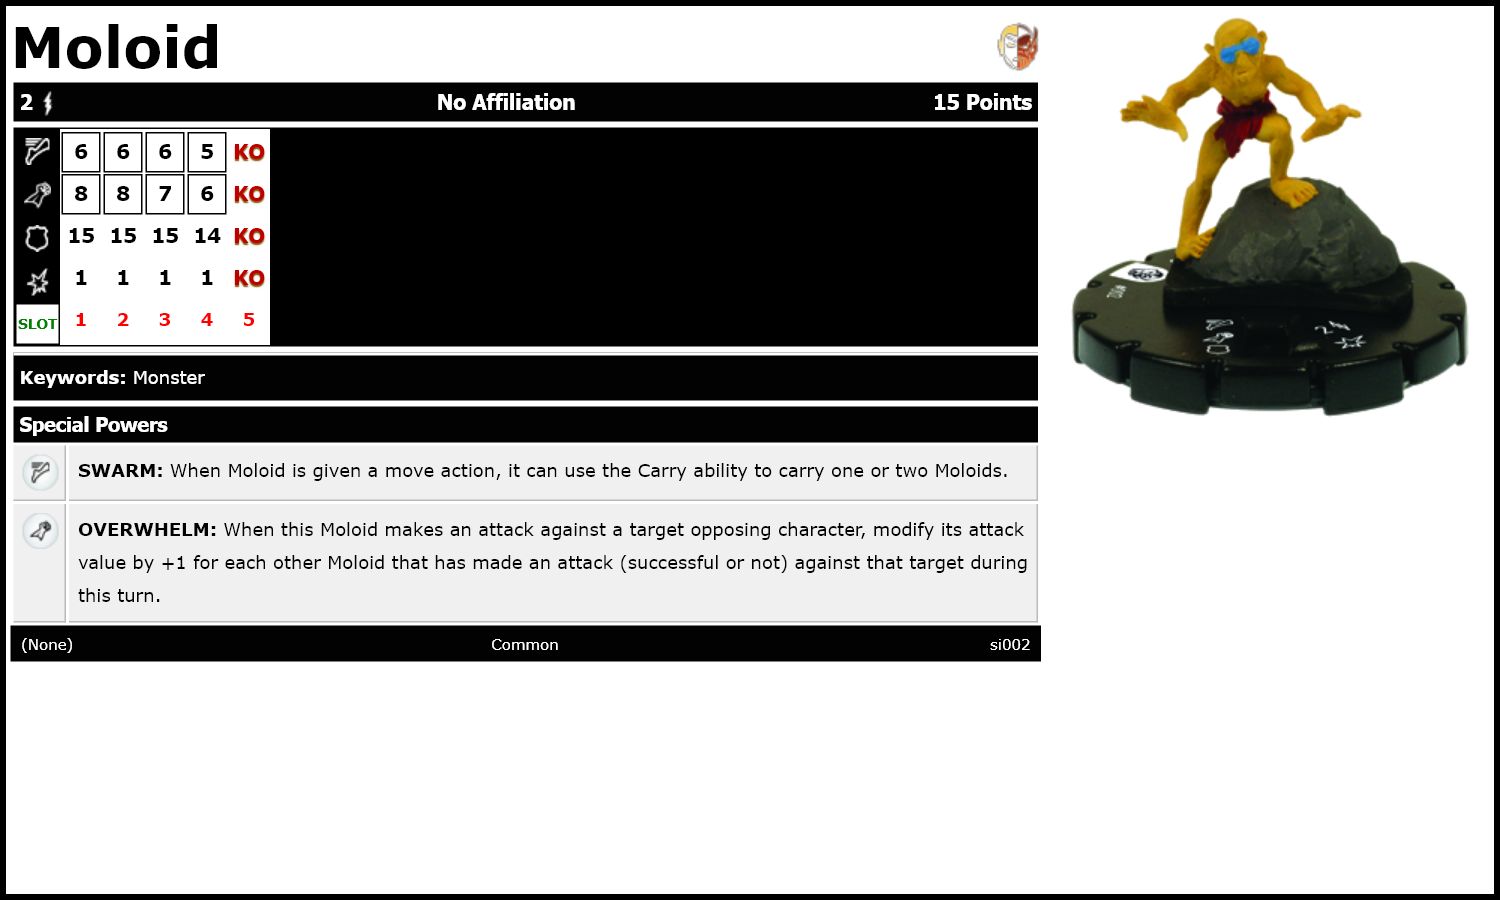 Moloid
2 No Affiliation 15 Points
6 6 6 5 KO
8 8 7 6 KO
15 15 15 14 KO
1 1 1 1 KO
SLOT 1 2 3 4 5
Keywords: Monster
Special Powers
SWARM: When Moloid is given a move action, it can use the Carry ability to carry one or two Moloids.
OVERWHELM: When this Moloid makes an attack against a target opposing character, modify its attack
value by +1 for each other Moloid that has made an attack (successful or not) against that target during
this turn.
(None) Common si002
2